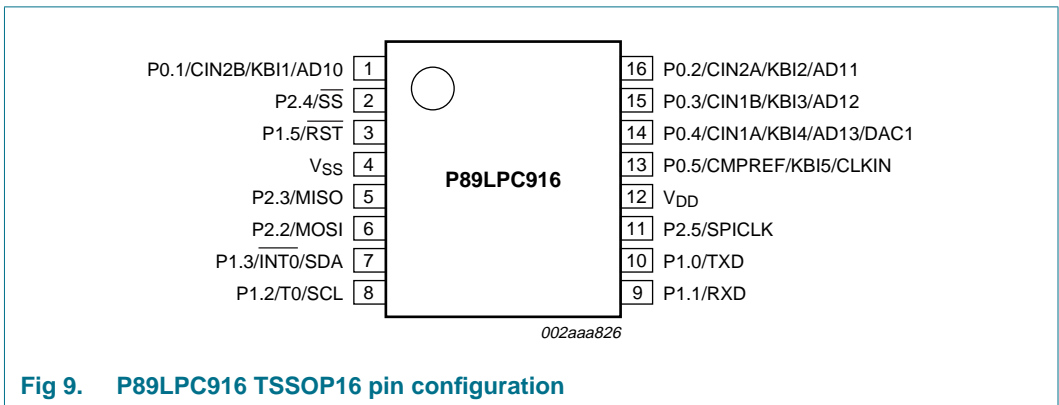 P0.1/CIN2B/KBI1/AD10 1
P2.4/S̅S̅ 2
P1.5/R̅S̅T̅ 3
VSS 4
P2.3/MISO 5
P2.2/MOSI 6
P1.3/I̅N̅T̅0̅/SDA 7
P1.2/T0/SCL 8
P89LPC916
16 P0.2/CIN2A/KBI2/AD11
15 P0.3/CIN1B/KBI3/AD12
14 P0.4/CIN1A/KBI4/AD13/DAC1
13 P0.5/CMPREF/KBI5/CLKIN
12 VDD
11 P2.5/SPICLK
10 P1.0/TXD
9 P1.1/RXD
002aaa826
Fig 9. P89LPC916 TSSOP16 pin configuration